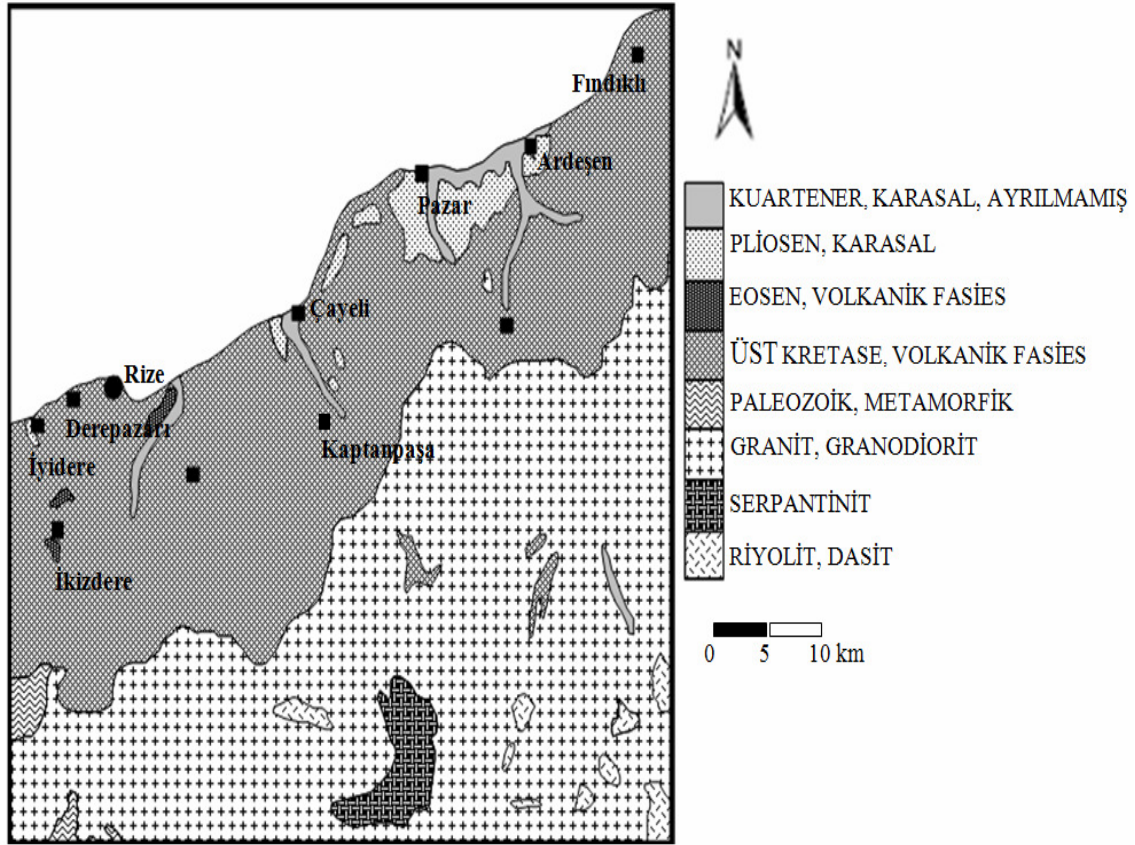 Fındıklı
Ardeşen
Pazar
Çayeli
Rize
Derepazarı
Kaptanpaşa
İyidere
İkizdere
N
KUARTENER, KARASAL, AYRILMAMIŞ
PLİOSEN, KARASAL
EOSEN, VOLKANİK FASİES
ÜST KRETASE, VOLKANİK FASİES
PALEOZOİK, METAMORFİK
GRANİT, GRANODİORİT
SERPANTİNİT
RİYOLİT, DASİT
0 5 10 km